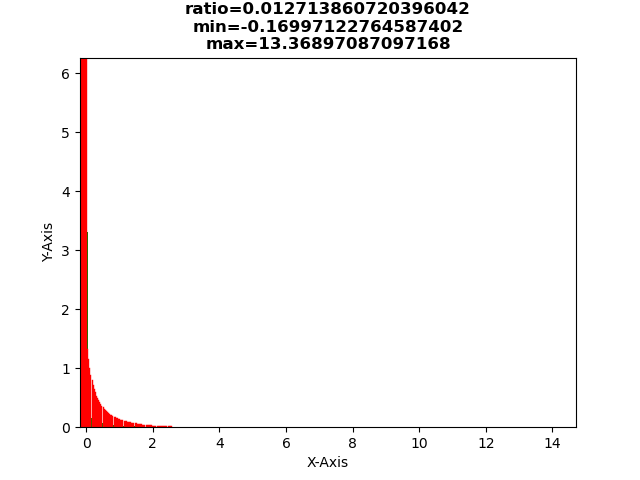 ratio=0.012713860720396042
min=-0.16997122764587402
max=13.36897087097168
6
5
4
3
2
1
0
Y-Axis
0 2 4 6 8 10 12 14
X-Axis